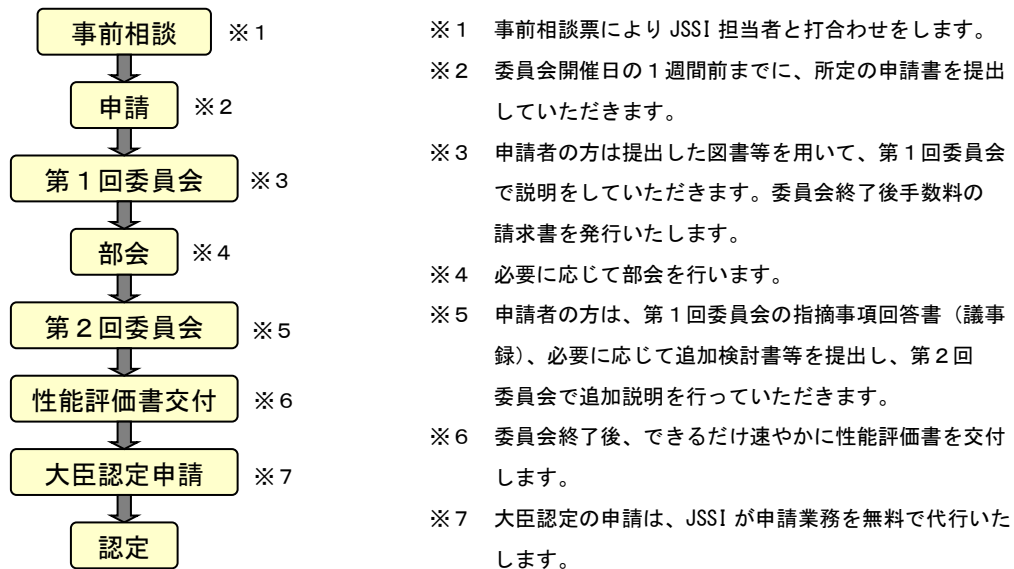 事前相談 ※1
申請 ※2
第1回委員会 ※3
部会 ※4
第2回委員会 ※5
性能評価書交付 ※6
大臣認定申請 ※7
認定
※1 事前相談票により JSSI 担当者と打合わせをします。
※2 委員会開催日の1週間前までに、所定の申請書を提出
していただきます。
※3 申請者の方は提出した図書等を用いて、第1回委員会
で説明をしていただきます。委員会終了後手数料の
請求書を発行いたします。
※4 必要に応じて部会を行います。
※5 申請者の方は、第1回委員会の指摘事項回答書（議事
録）、必要に応じて追加検討書等を提出し、第2回
委員会で追加説明を行っていただきます。
※6 委員会終了後、できるだけ速やかに性能評価書を交付
します。
※7 大臣認定の申請は、JSSI が申請業務を無料で代行いた
します。